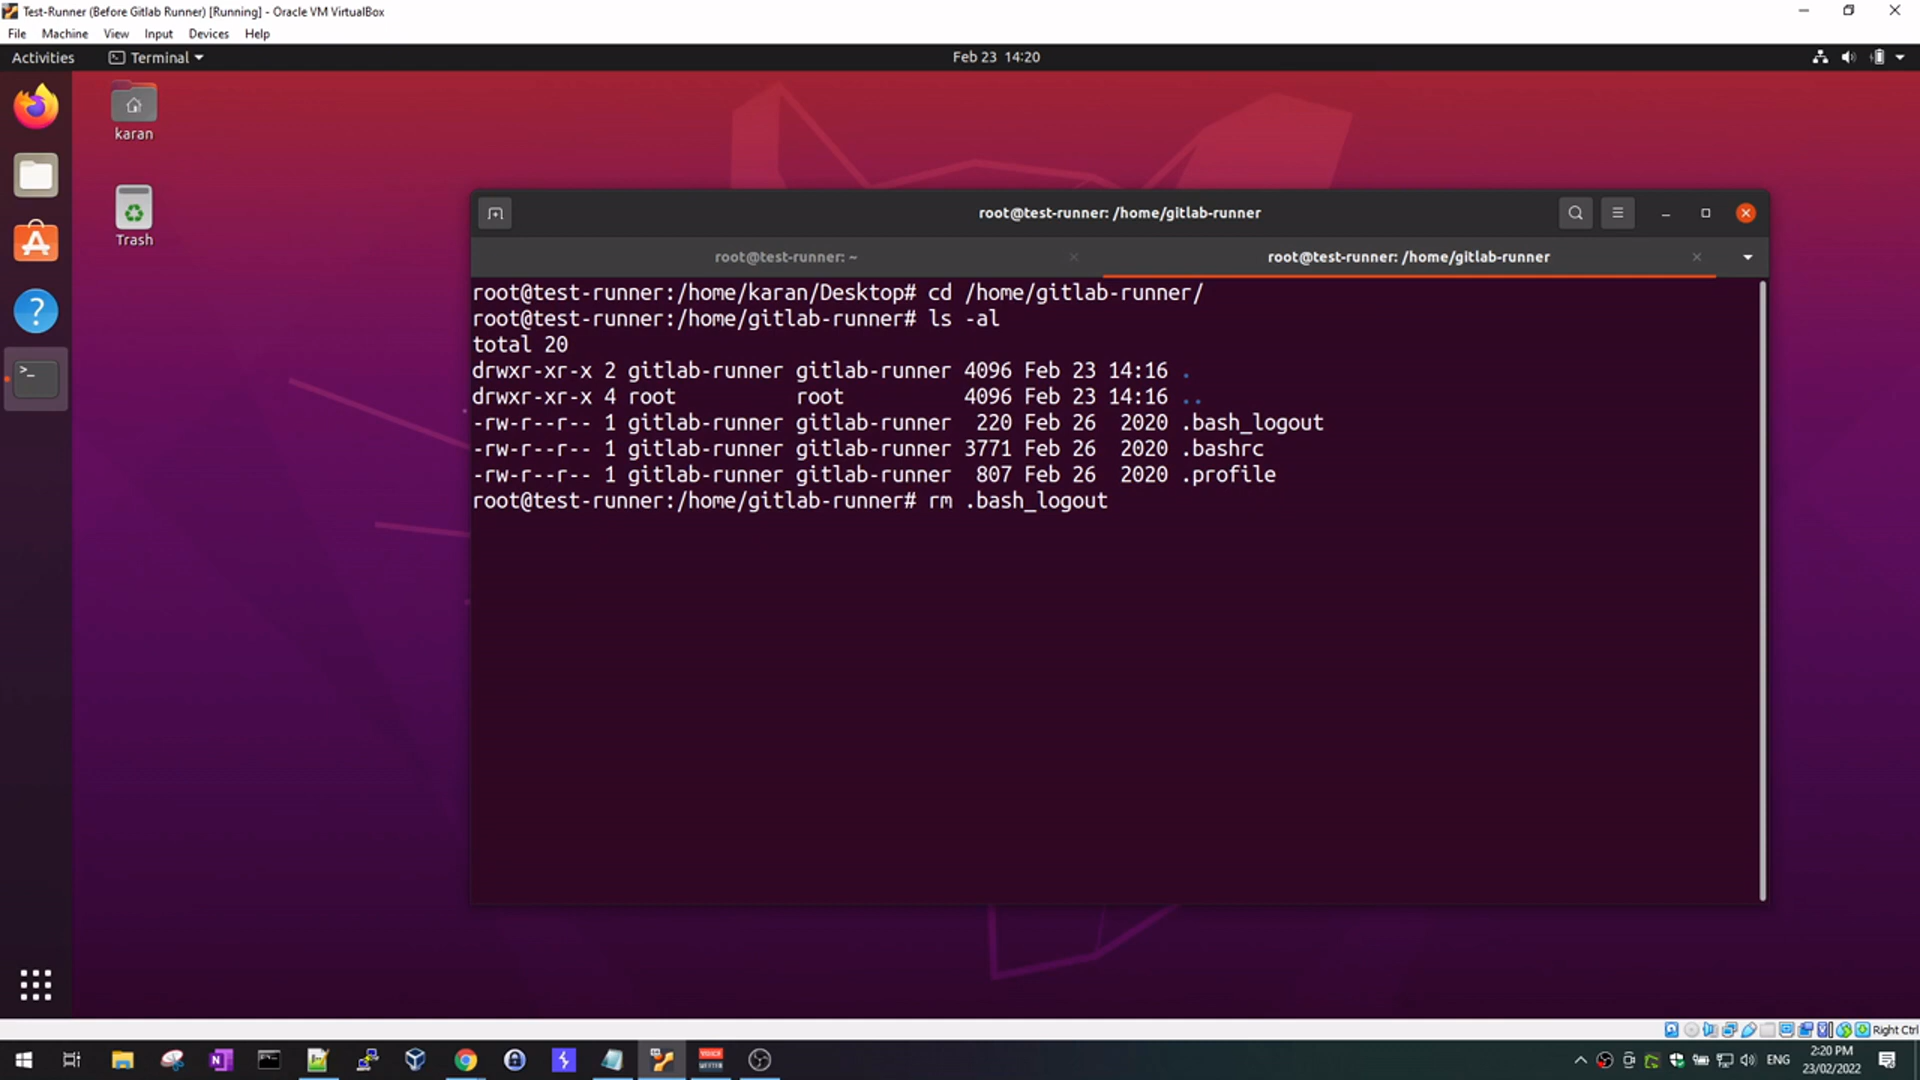 Test-Runner (Before Gitlab Runner) [Running] - Oracle VM VirtualBox
File Machine View Input Devices Help
Activities Terminal Feb 23 14:20
karan
Trash
root@test-runner: /home/gitlab-runner
root@test-runner: ~ root@test-runner: /home/gitlab-runner
root@test-runner:/home/karan/Desktop# cd /home/gitlab-runner/
root@test-runner:/home/gitlab-runner# ls -al
total 20
drwxr-xr-x 2 gitlab-runner gitlab-runner 4096 Feb 23 14:16 .
drwxr-xr-x 4 root root 4096 Feb 23 14:16 ..
-rw-r--r-- 1 gitlab-runner gitlab-runner 220 Feb 26 2020 .bash_logout
-rw-r--r-- 1 gitlab-runner gitlab-runner 3771 Feb 26 2020 .bashrc
-rw-r--r-- 1 gitlab-runner gitlab-runner 807 Feb 26 2020 .profile
root@test-runner:/home/gitlab-runner# rm .bash_logout
Right Ctrl
ENG
2:20 PM
23/02/2022